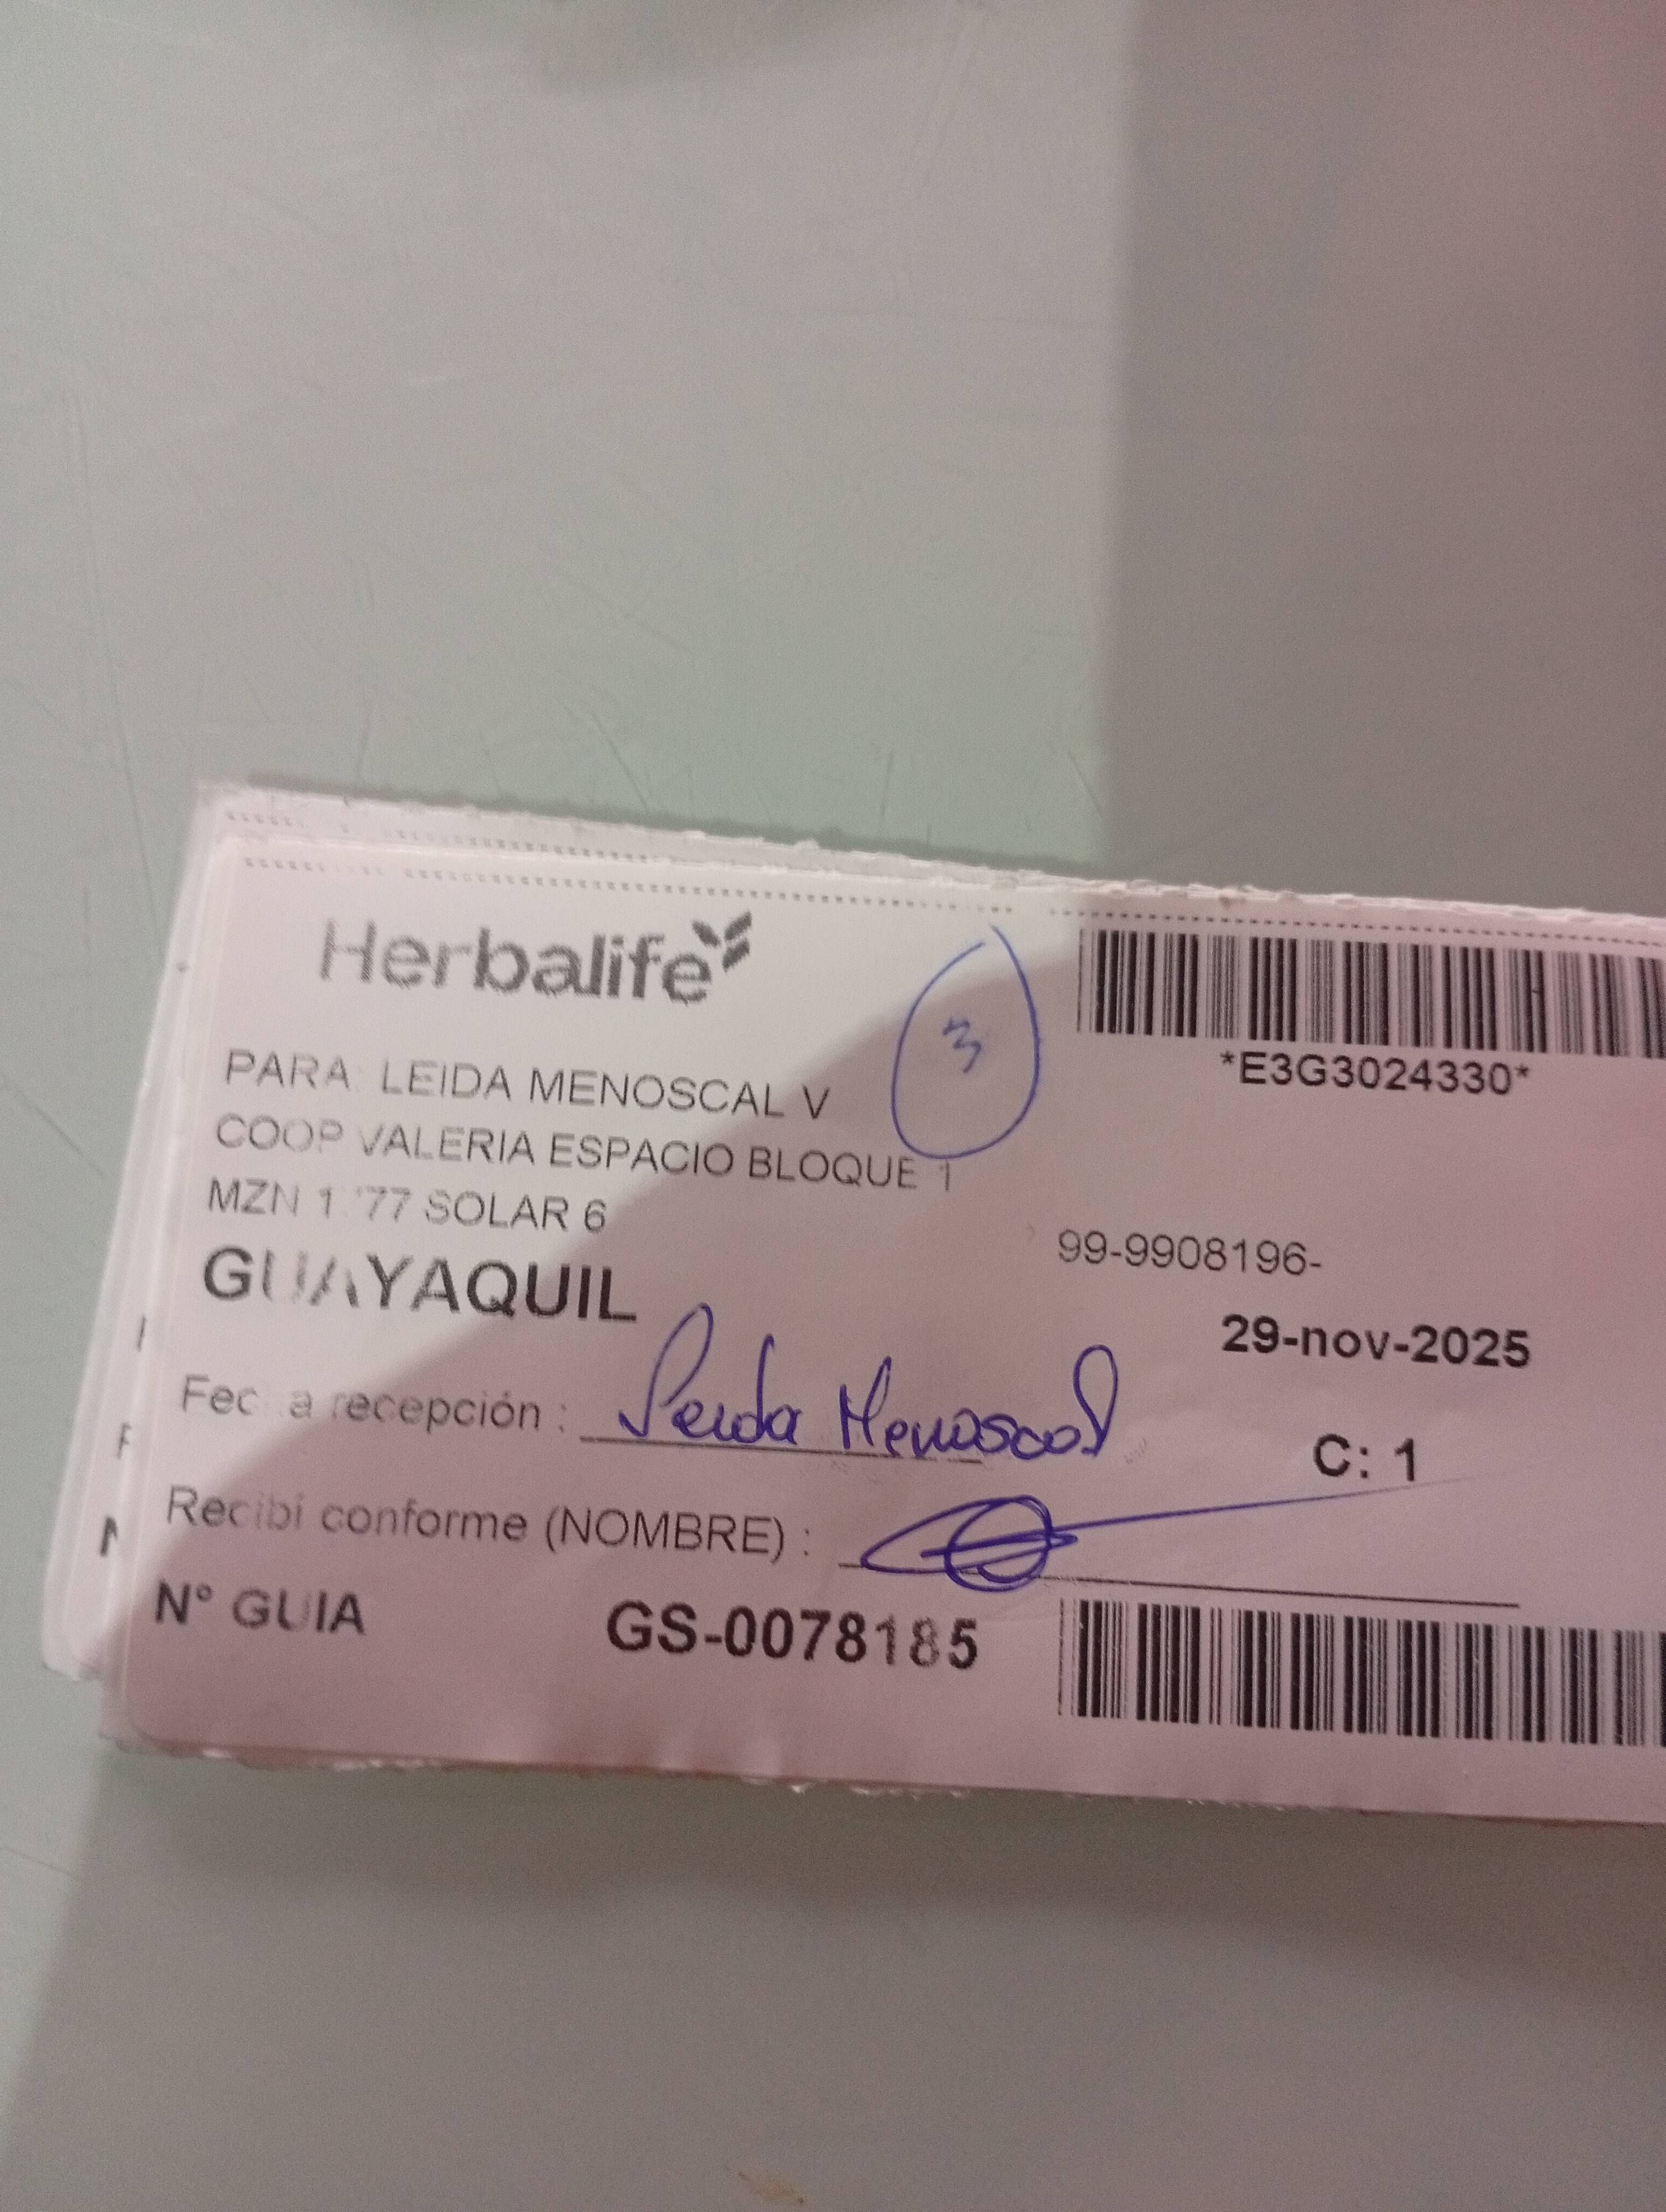 Herbalife
3
*E3G3024330*
PARA: LEIDA MENOSCAL V
COOP VALERIA ESPACIO BLOQUE 1
MZN 1 77 SOLAR 6
99-9908196-
GUAYAQUIL
29-nov-2025
Fecha recepción : Leida Menoscal
C: 1
Recibí conforme (NOMBRE) :
N° GUIA GS-0078185